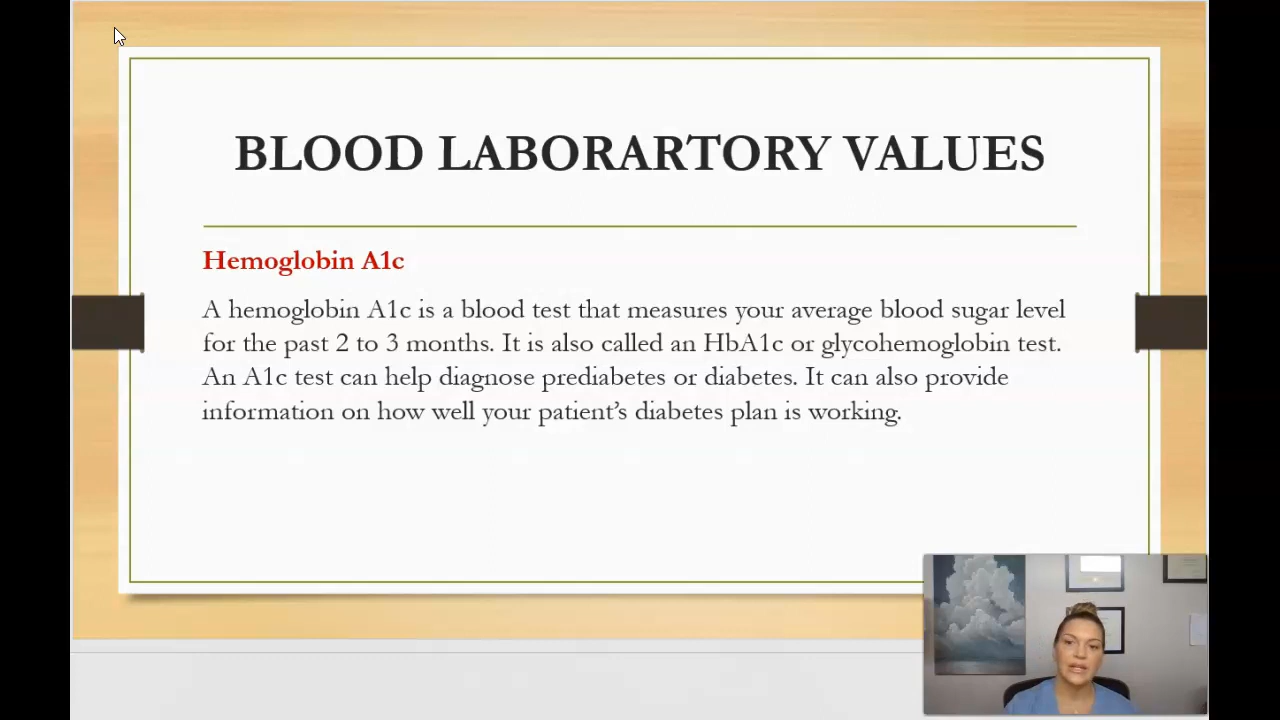 BLOOD LABORARTORY VALUES
Hemoglobin A1c
A hemoglobin A1c is a blood test that measures your average blood sugar level
for the past 2 to 3 months. It is also called an HbA1c or glycohemoglobin test.
An A1c test can help diagnose prediabetes or diabetes. It can also provide
information on how well your patient’s diabetes plan is working.